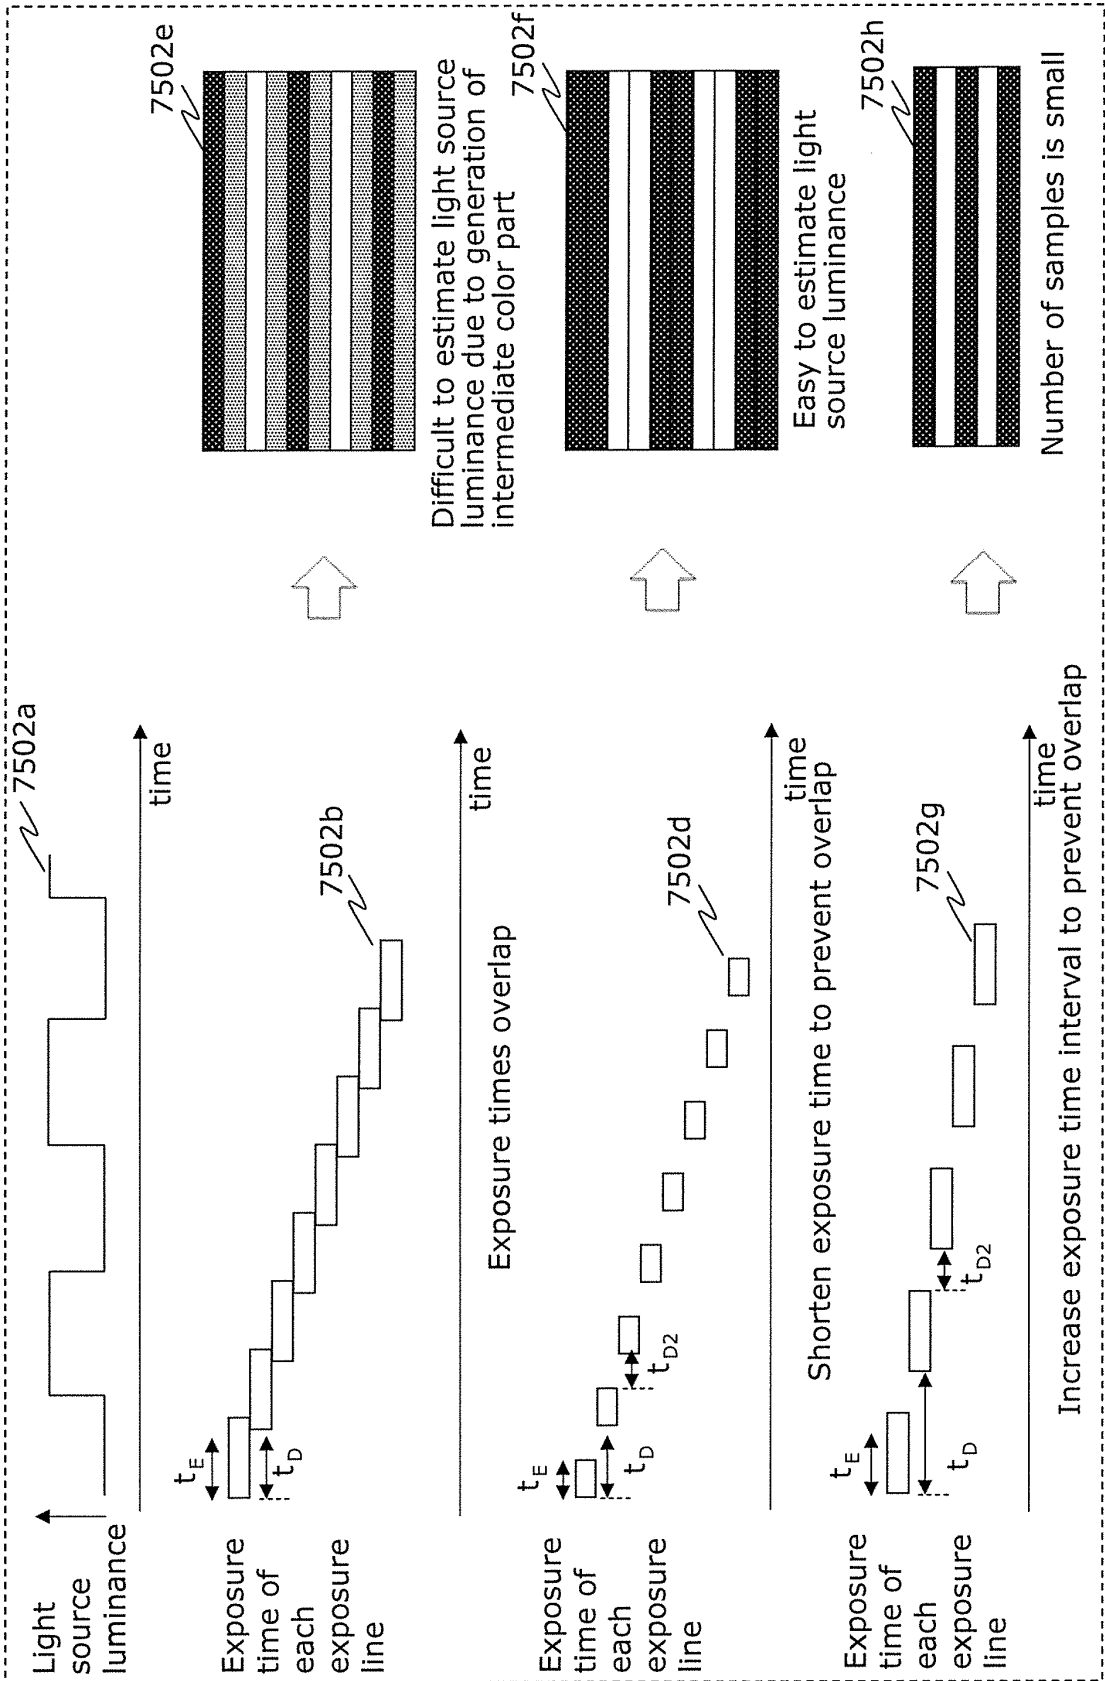 Light
source
luminance
7502a
time
Exposure
time of
each
exposure
line
tE
tD
7502b
time
Exposure times overlap
7502e
Difficult to estimate light source
luminance due to generation of
intermediate color part
Exposure
time of
each
exposure
line
tE
tD
tD2
7502d
time
Shorten exposure time to prevent overlap
7502f
Easy to estimate light
source luminance
Exposure
time of
each
exposure
line
tE
tD
tD2
7502g
time
Increase exposure time interval to prevent overlap
7502h
Number of samples is small